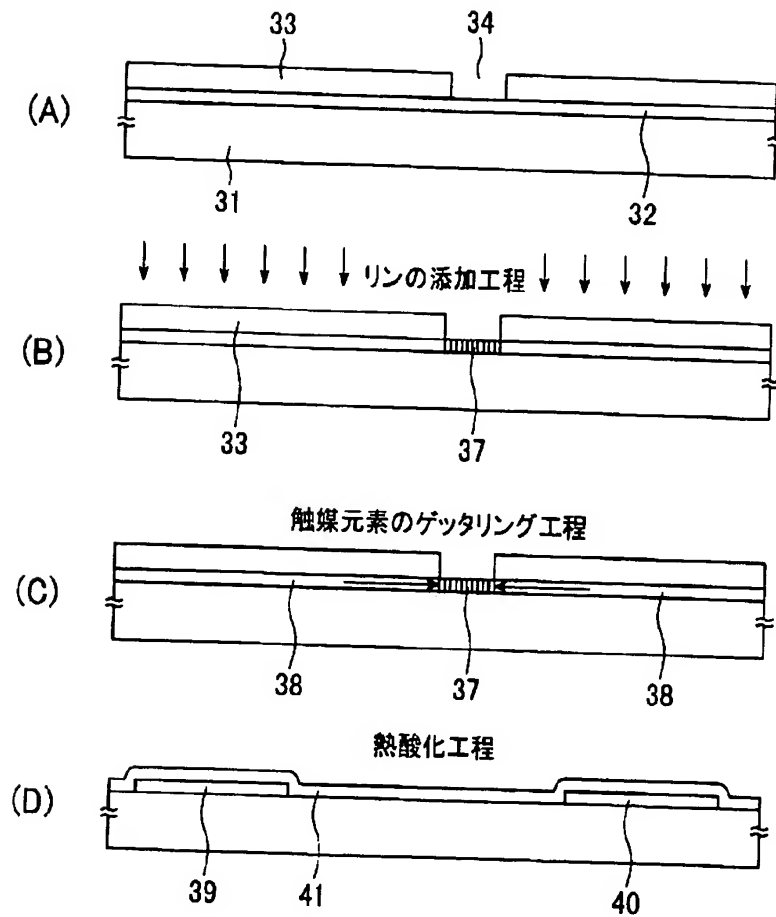 33 34
(A)
31 32
リンの添加工程
(B)
33 37
触媒元素のゲッタリング工程
(C)
38 37 38
熱酸化工程
(D)
39 41 40